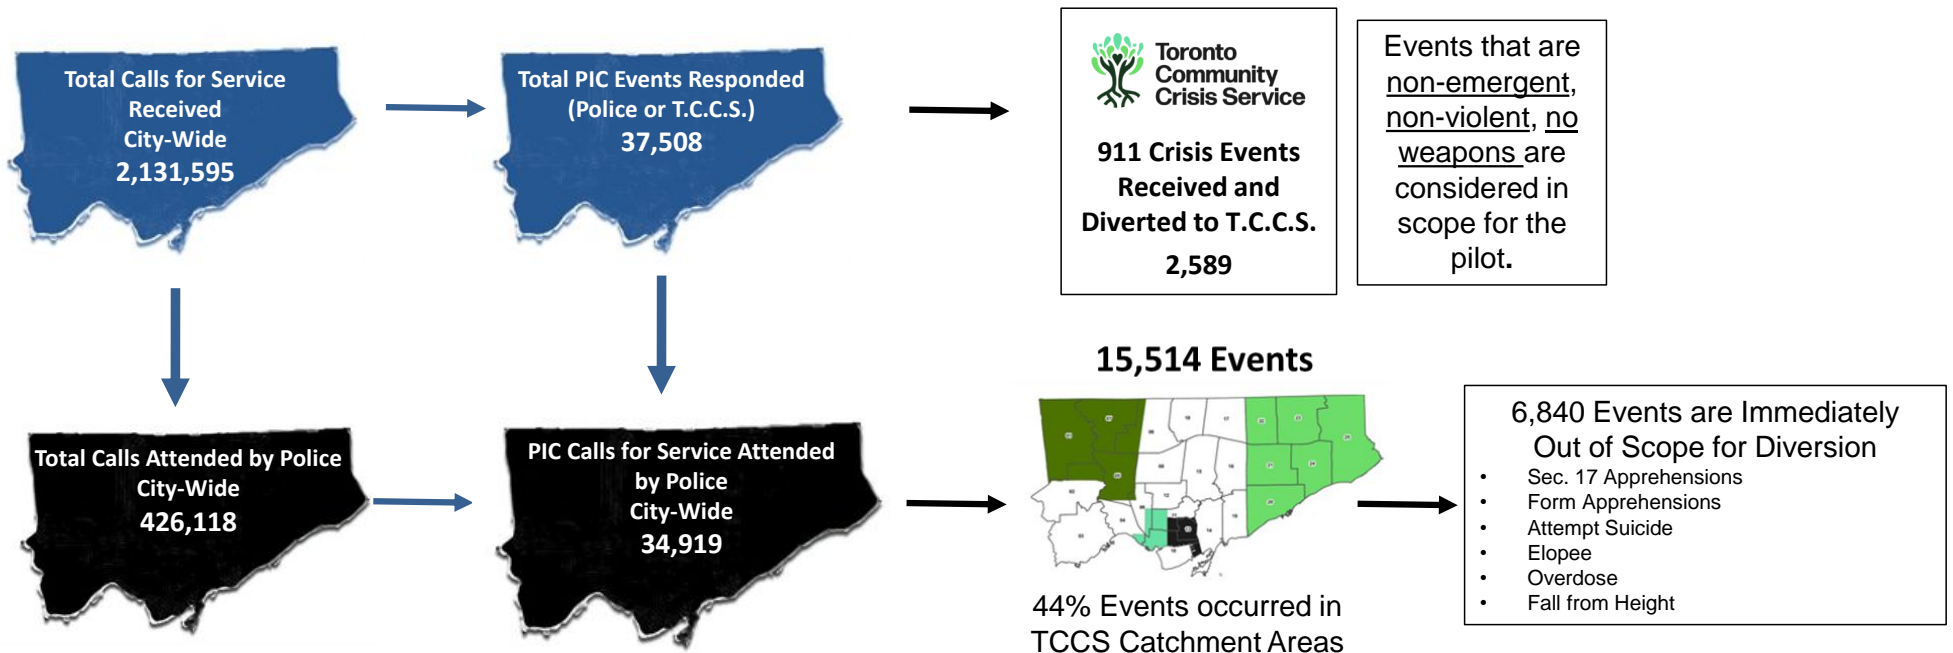 Total Calls for Service
Received
City-Wide
2,131,595
Total PIC Events Responded
(Police or T.C.C.S.)
37,508
Toronto
Community
Crisis Service
911 Crisis Events
Received and
Diverted to T.C.C.S.
2,589
Events that are
non-emergent,
non-violent, no
weapons are
considered in
scope for the
pilot.
Total Calls Attended by Police
City-Wide
426,118
PIC Calls for Service Attended
by Police
City-Wide
34,919
15,514 Events
44% Events occurred in
TCCS Catchment Areas
6,840 Events are Immediately
Out of Scope for Diversion
• Sec. 17 Apprehensions
• Form Apprehensions
• Attempt Suicide
• Elopee
• Overdose
• Fall from Height